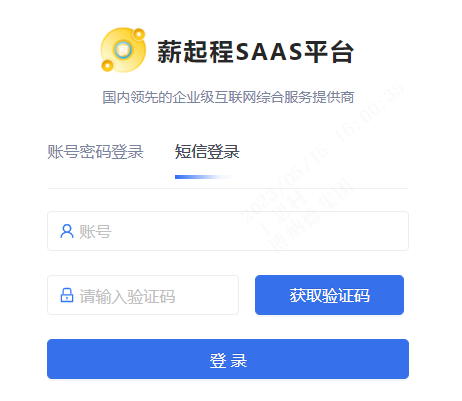 薪起程SAAS平台
国内领先的企业级互联网综合服务提供商
账号密码登录 短信登录
账号
请输入验证码 获取验证码
登 录